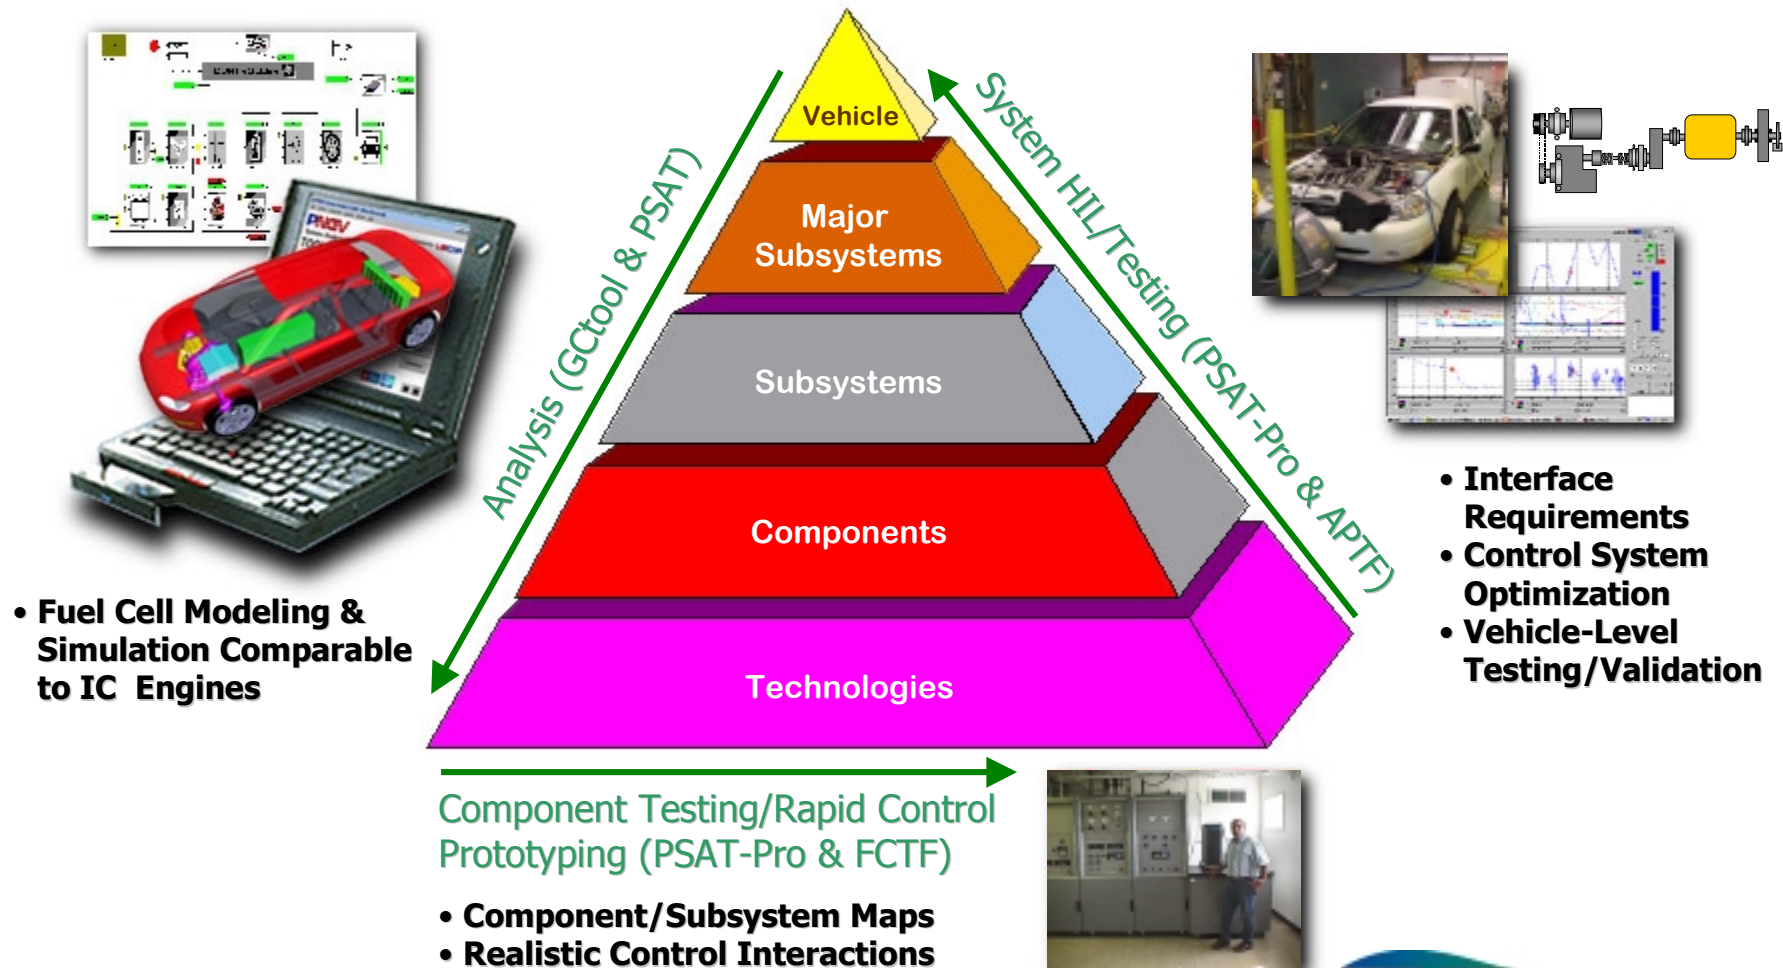 CONTROLLER
PNGV
Vehicle
Major
Subsystems
Subsystems
Components
Technologies
Analysis (GCtool & PSAT)
System HIL/Testing (PSAT-Pro & APTF)
• Fuel Cell Modeling &
Simulation Comparable
to IC Engines
• Interface
Requirements
• Control System
Optimization
• Vehicle-Level
Testing/Validation
Component Testing/Rapid Control
Prototyping (PSAT-Pro & FCTF)
• Component/Subsystem Maps
• Realistic Control Interactions